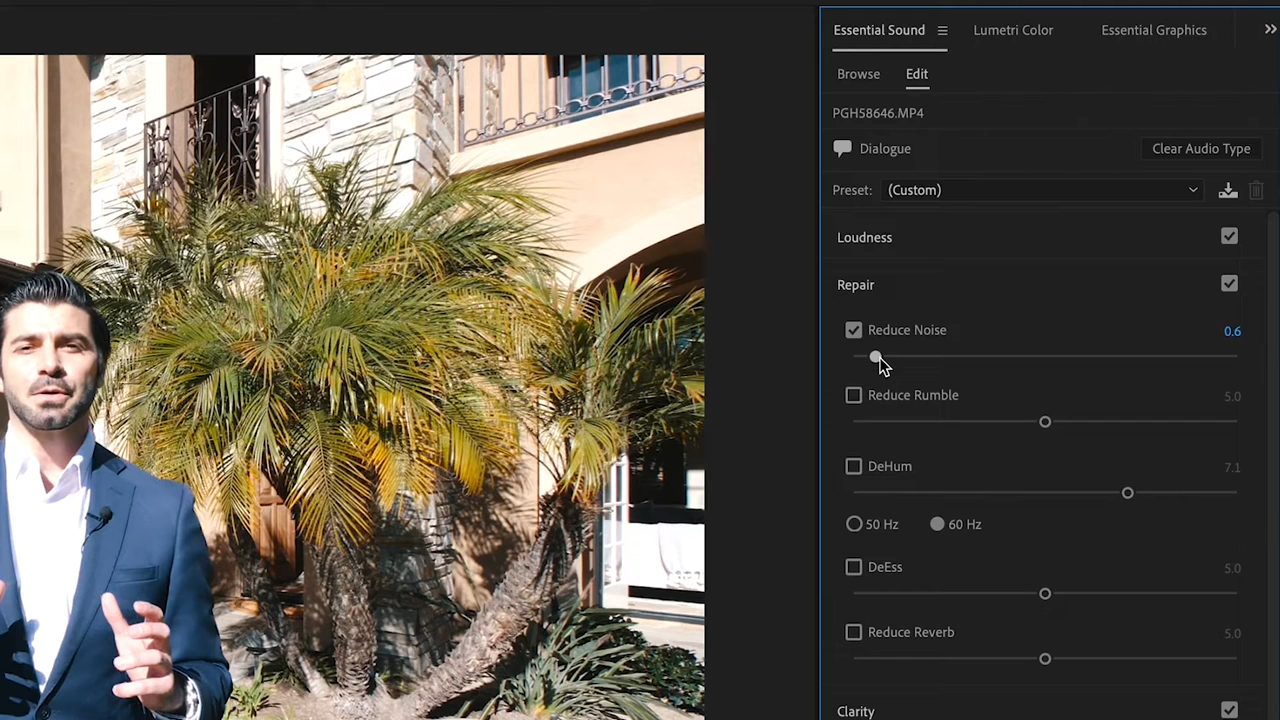 Essential Sound Lumetri Color Essential Graphics
Browse Edit
PGH58646.MP4
Dialogue Clear Audio Type
Preset: (Custom)
Loudness
Repair
Reduce Noise 0.6
Reduce Rumble 5.0
DeHum 7.1
50 Hz 60 Hz
DeEss 5.0
Reduce Reverb 5.0
Clarity